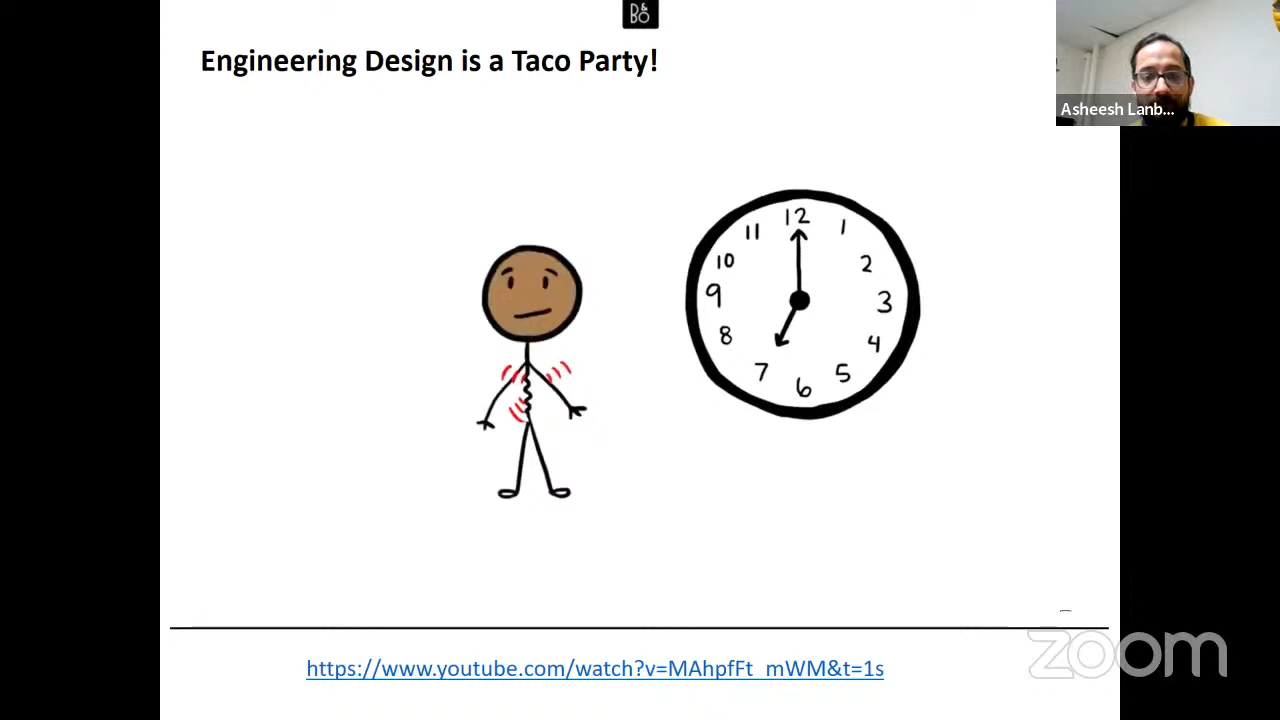 B&O
Engineering Design is a Taco Party!
Asheesh Lanb...
12
11
1
10
2
9
3
8
4
7
5
6
https://www.youtube.com/watch?v=MAhpfFt_mWM&t=1s
zoom